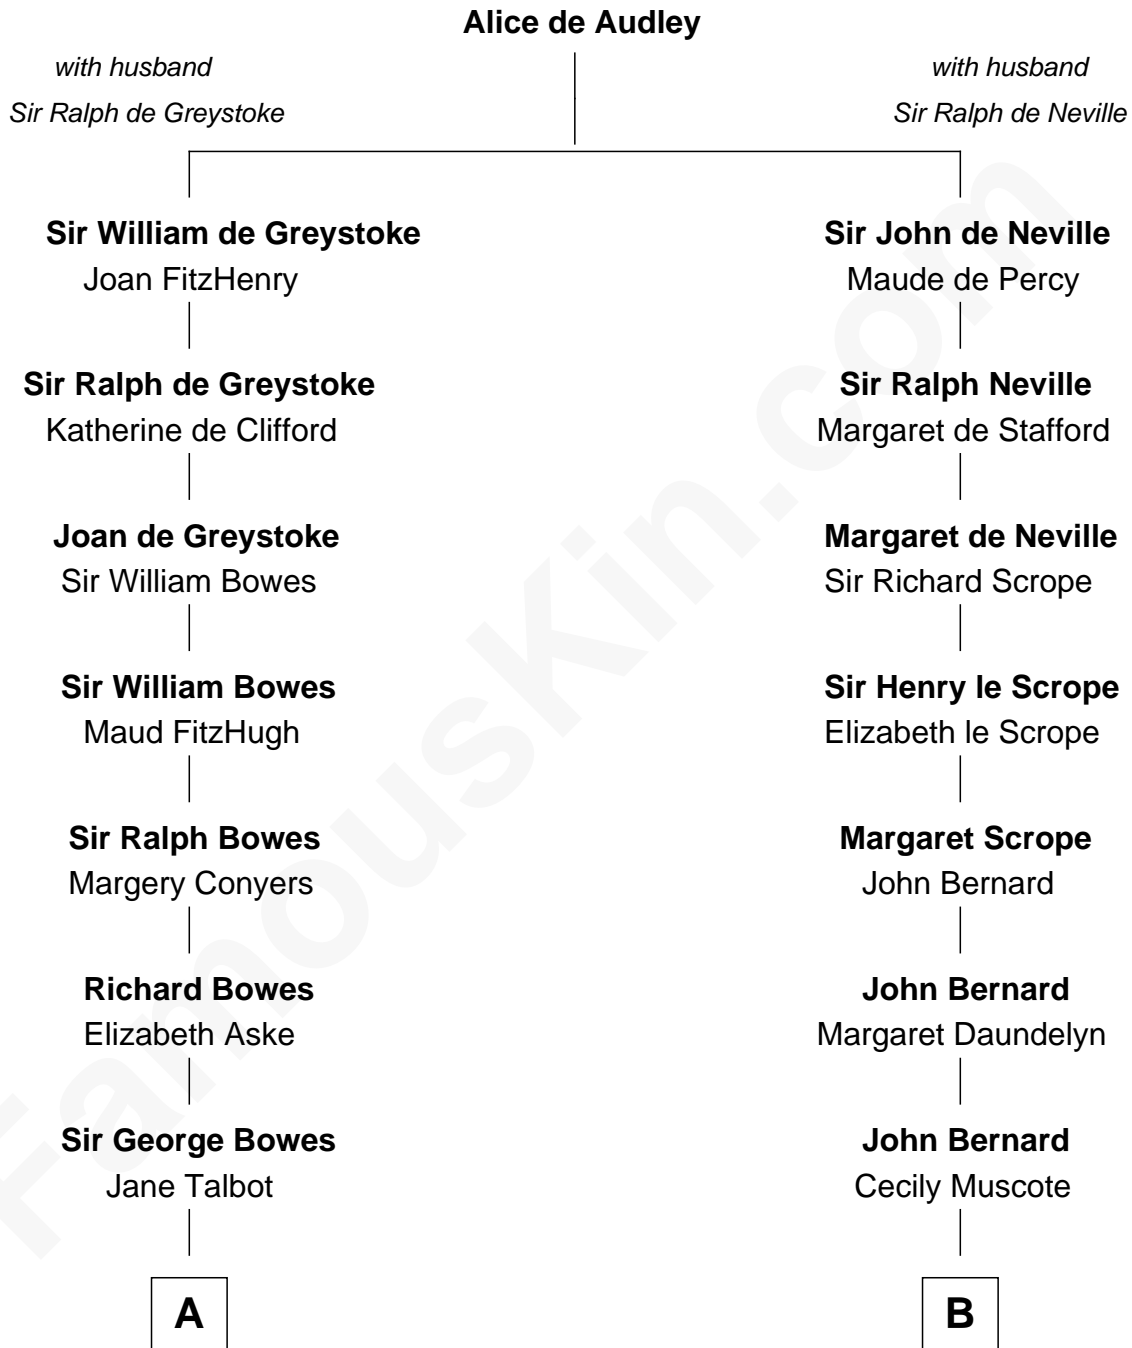 Alice de Audley
with husband
Sir Ralph de Greystoke
with husband
Sir Ralph de Neville
Sir William de Greystoke
Joan FitzHenry
Sir John de Neville
Maude de Percy
Sir Ralph de Greystoke
Katherine de Clifford
Sir Ralph Neville
Margaret de Stafford
Joan de Greystoke
Sir William Bowes
Margaret de Neville
Sir Richard Scrope
Sir William Bowes
Maud FitzHugh
Sir Henry le Scrope
Elizabeth le Scrope
Sir Ralph Bowes
Margery Conyers
Margaret Scrope
John Bernard
Richard Bowes
Elizabeth Aske
John Bernard
Margaret Daundelyn
Sir George Bowes
Jane Talbot
John Bernard
Cecily Muscote
A
B
FamousKin.com